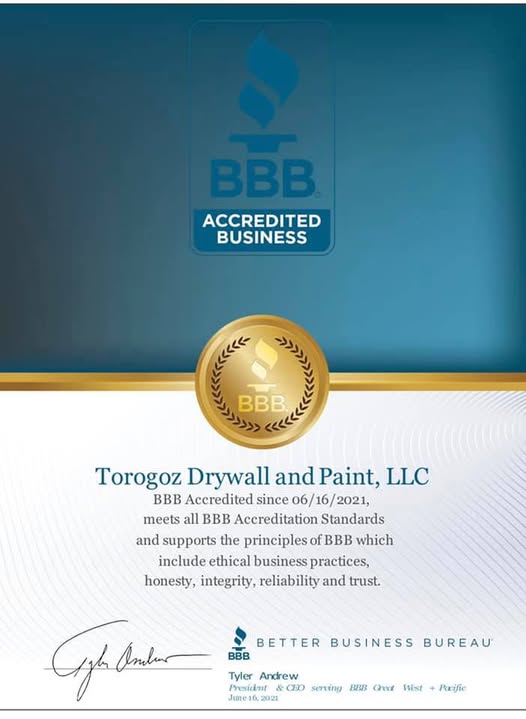 BBB
ACCREDITED
BUSINESS
BBB
Torogoz Drywall and Paint, LLC
BBB Accredited since 06/16/2021,
meets all BBB Accreditation Standards
and supports the principles of BBB which
include ethical business practices,
honesty, integrity, reliability and trust.
BBB
BETTER BUSINESS BUREAU
Tyler Andrew
Tyler Andrew
President & CEO serving BBB Great West + Pacific
June 16, 2021